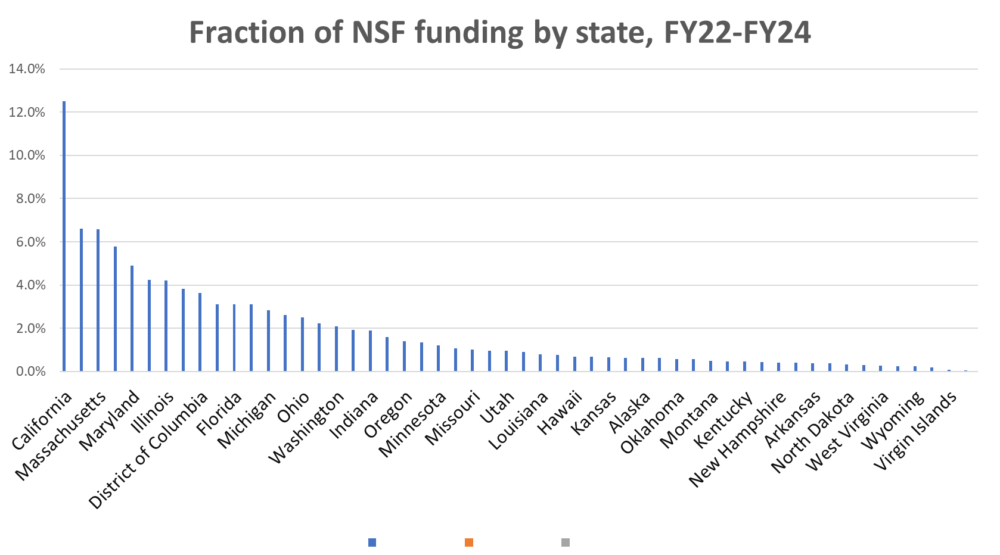 Fraction of NSF funding by state, FY22-FY24
14.0%
12.0%
10.0%
8.0%
6.0%
4.0%
2.0%
0.0%
California
Massachusetts
Maryland
Illinois
District of Columbia
Florida
Michigan
Ohio
Washington
Indiana
Oregon
Minnesota
Missouri
Utah
Louisiana
Hawaii
Kansas
Alaska
Oklahoma
Montana
Kentucky
New Hampshire
Arkansas
North Dakota
West Virginia
Wyoming
Virgin Islands